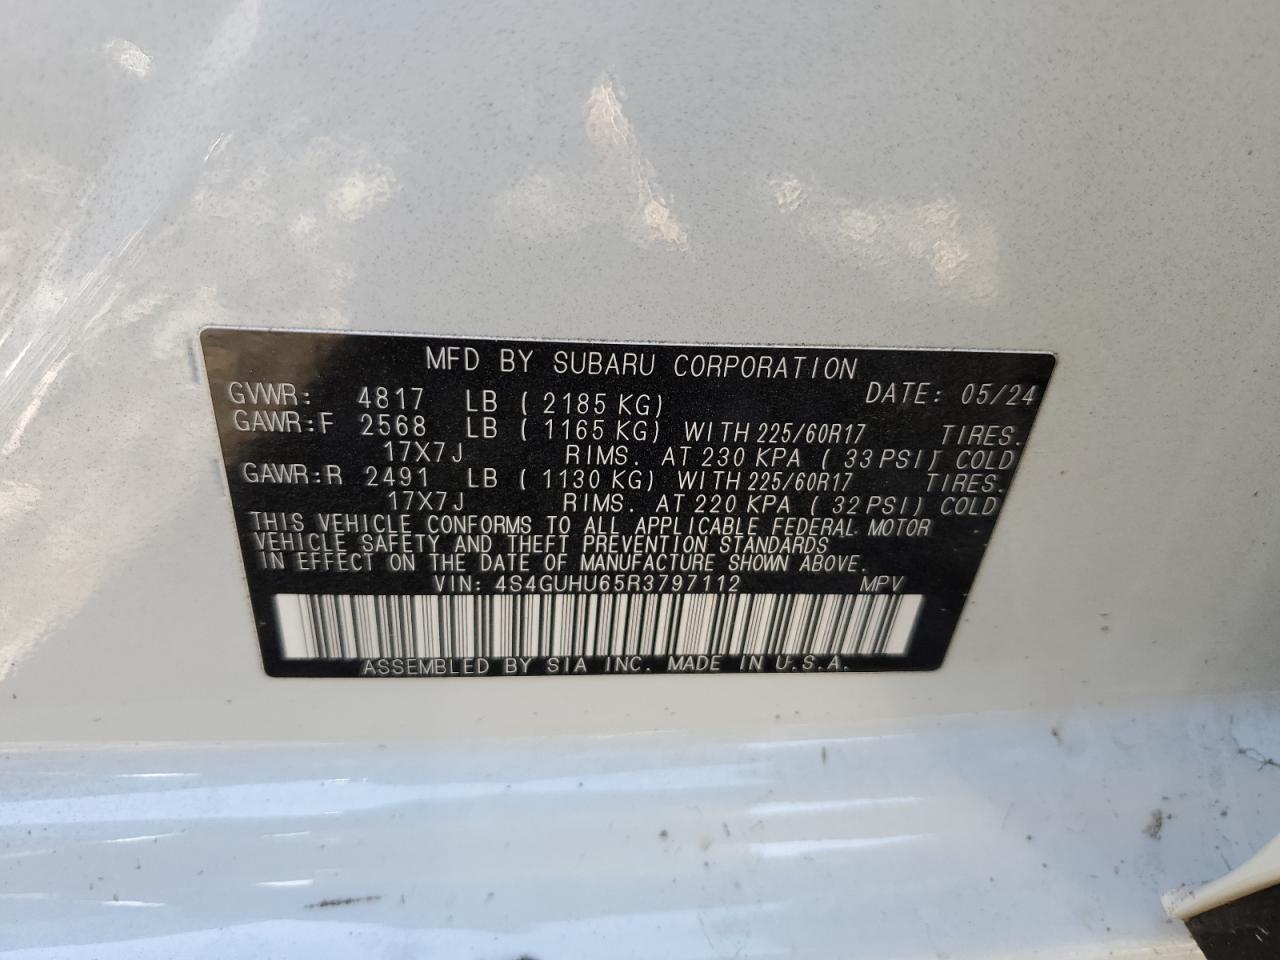 MFD BY SUBARU CORPORATION
DATE: 05/24
GVWR: 4817 LB ( 2185 KG)
GAWR:F 2568 LB ( 1165 KG) WITH 225/60R17 TIRES.
17X7J RIMS. AT 230 KPA ( 33 PSI) COLD
GAWR:R 2491 LB ( 1130 KG) WITH 225/60R17 TIRES.
17X7J RIMS. AT 220 KPA ( 32 PSI) COLD
THIS VEHICLE CONFORMS TO ALL APPLICABLE FEDERAL MOTOR
VEHICLE SAFETY AND THEFT PREVENTION STANDARDS
IN EFFECT ON THE DATE OF MANUFACTURE SHOWN ABOVE.
VIN: 4S4GUHU65R3797112 MPV
ASSEMBLED BY SIA INC. MADE IN U.S.A.